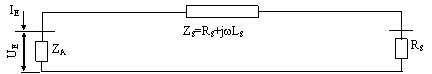 I_E
U_E
Z_A
Z_S=R_S+jωL_S
R_S